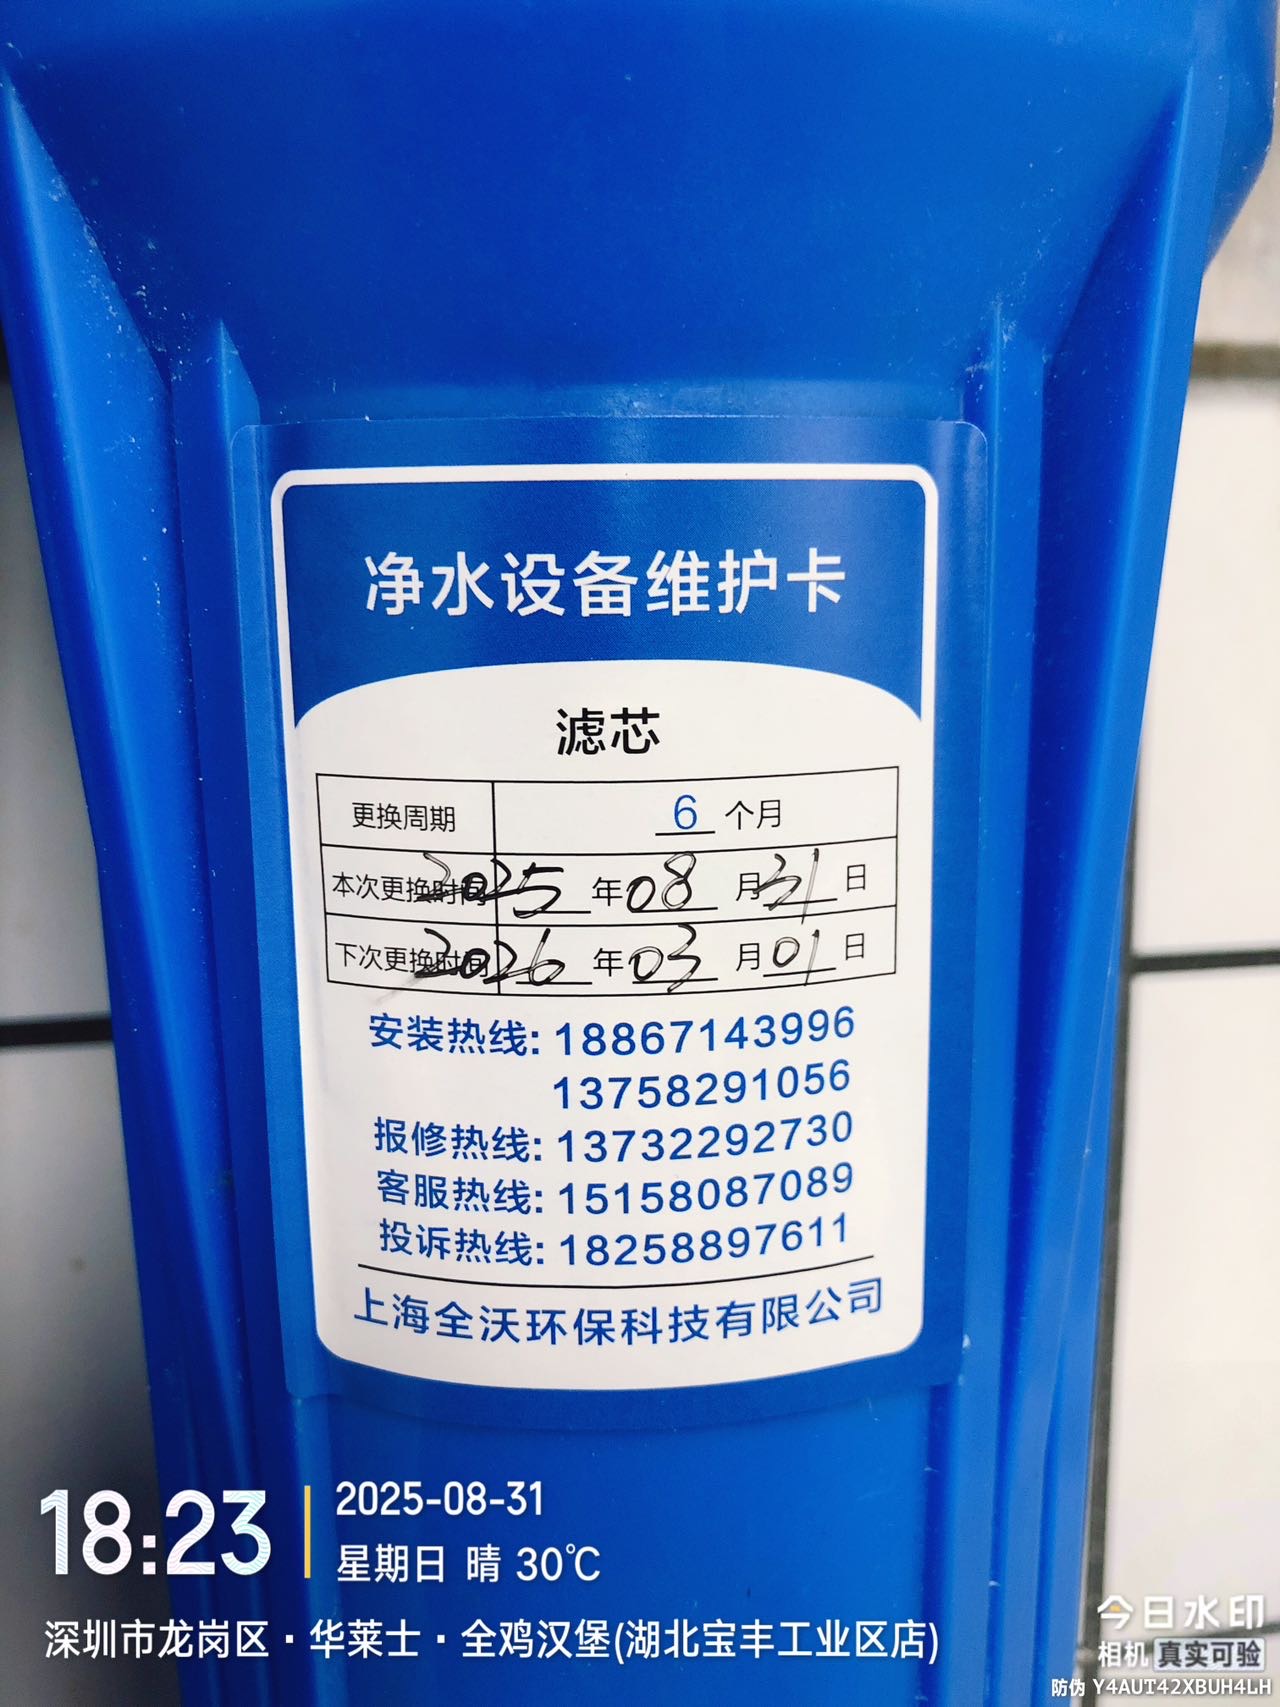 净水设备维护卡
滤芯
更换周期 6 个月
本次更换时间 2025 年 08 月 31 日
下次更换时间 2026 年 03 月 01 日
安装热线: 18867143996
13758291056
报修热线: 13732292730
客服热线: 15158087089
投诉热线: 18258897611
上海全沃环保科技有限公司
18:23
2025-08-31
星期日 晴 30℃
深圳市龙岗区·华莱士·全鸡汉堡(湖北宝丰工业区店)
今日水印
相机 真实可验
防伪 Y4AUT42XBUH4LH